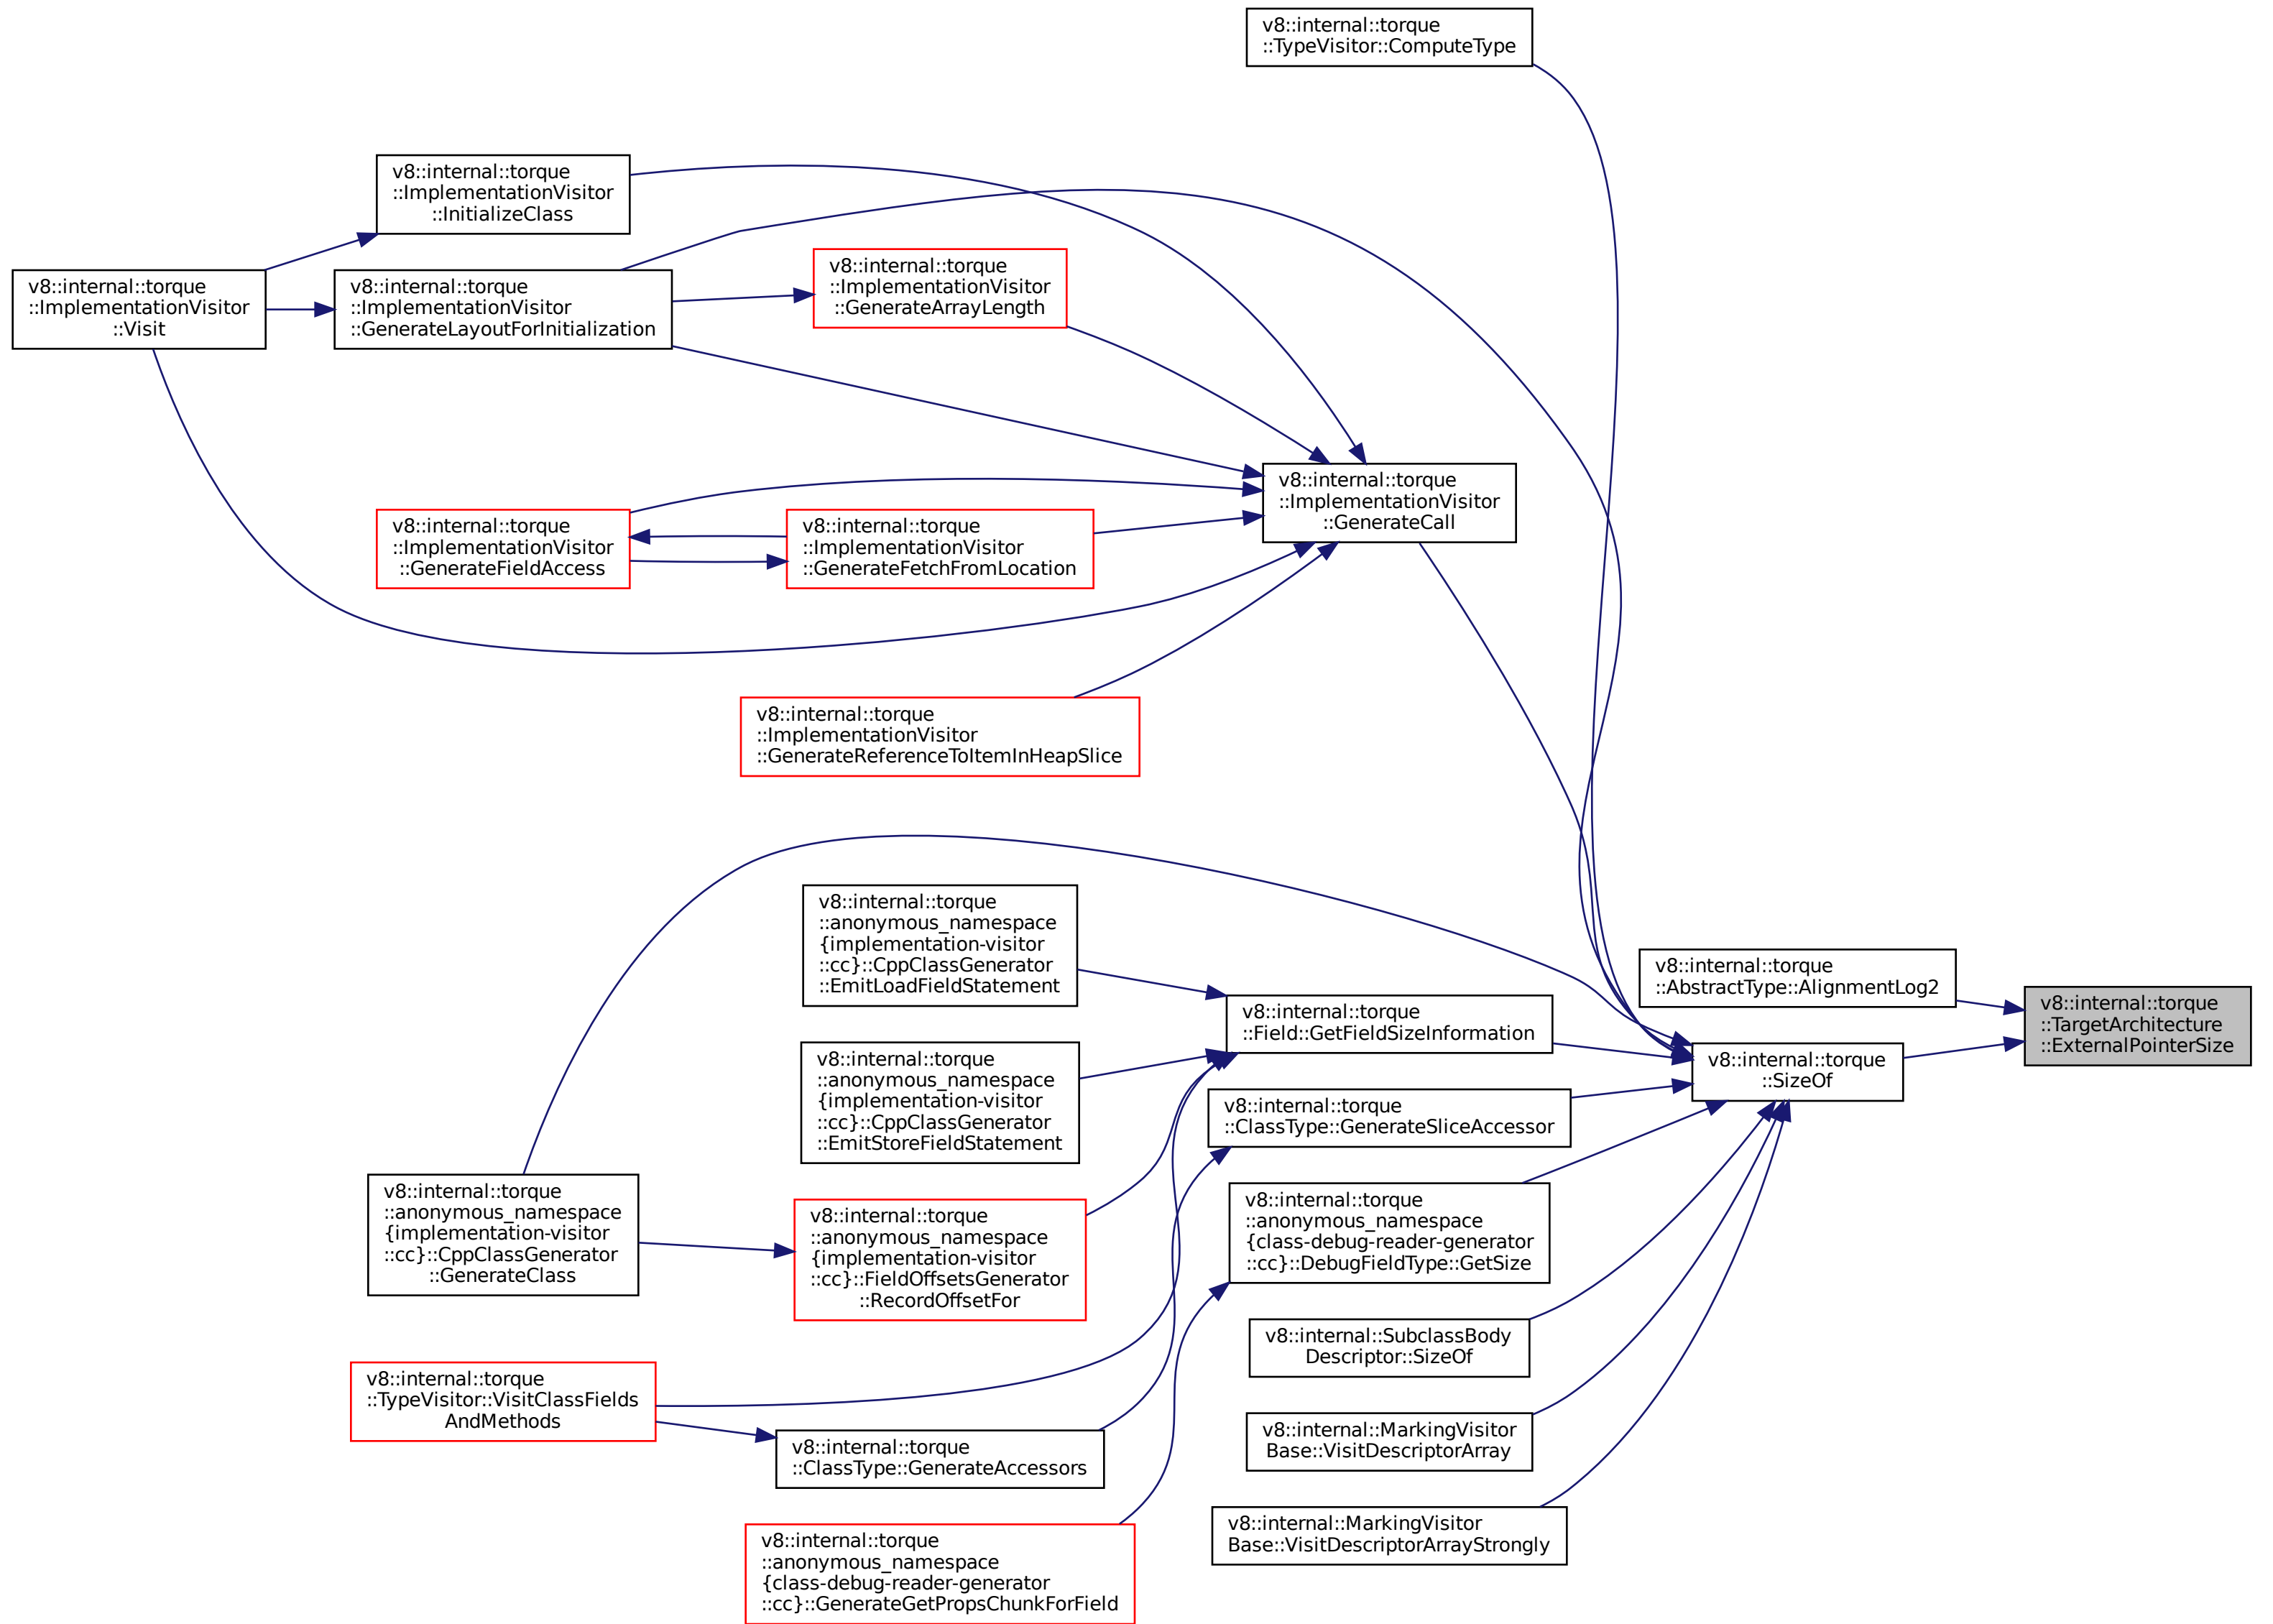 v8::internal::torque
::TypeVisitor::ComputeType
v8::internal::torque
::ImplementationVisitor
::InitializeClass
v8::internal::torque
::ImplementationVisitor
::Visit
v8::internal::torque
::ImplementationVisitor
::GenerateLayoutForInitialization
v8::internal::torque
::ImplementationVisitor
::GenerateArrayLength
v8::internal::torque
::ImplementationVisitor
::GenerateCall
v8::internal::torque
::ImplementationVisitor
::GenerateFieldAccess
v8::internal::torque
::ImplementationVisitor
::GenerateFetchFromLocation
v8::internal::torque
::ImplementationVisitor
::GenerateReferenceToItemInHeapSlice
v8::internal::torque
::anonymous_namespace
{implementation-visitor
::cc}::CppClassGenerator
::EmitLoadFieldStatement
v8::internal::torque
::AbstractType::AlignmentLog2
v8::internal::torque
::TargetArchitecture
::ExternalPointerSize
v8::internal::torque
::Field::GetFieldSizeInformation
v8::internal::torque
::SizeOf
v8::internal::torque
::anonymous_namespace
{implementation-visitor
::cc}::CppClassGenerator
::EmitStoreFieldStatement
v8::internal::torque
::ClassType::GenerateSliceAccessor
v8::internal::torque
::anonymous_namespace
{implementation-visitor
::cc}::CppClassGenerator
::GenerateClass
v8::internal::torque
::anonymous_namespace
{implementation-visitor
::cc}::FieldOffsetsGenerator
::RecordOffsetFor
v8::internal::torque
::anonymous_namespace
{class-debug-reader-generator
::cc}::DebugFieldType::GetSize
v8::internal::SubclassBody
Descriptor::SizeOf
v8::internal::torque
::TypeVisitor::VisitClassFields
AndMethods
v8::internal::MarkingVisitor
Base::VisitDescriptorArray
v8::internal::torque
::ClassType::GenerateAccessors
v8::internal::MarkingVisitor
Base::VisitDescriptorArrayStrongly
v8::internal::torque
::anonymous_namespace
{class-debug-reader-generator
::cc}::GenerateGetPropsChunkForField